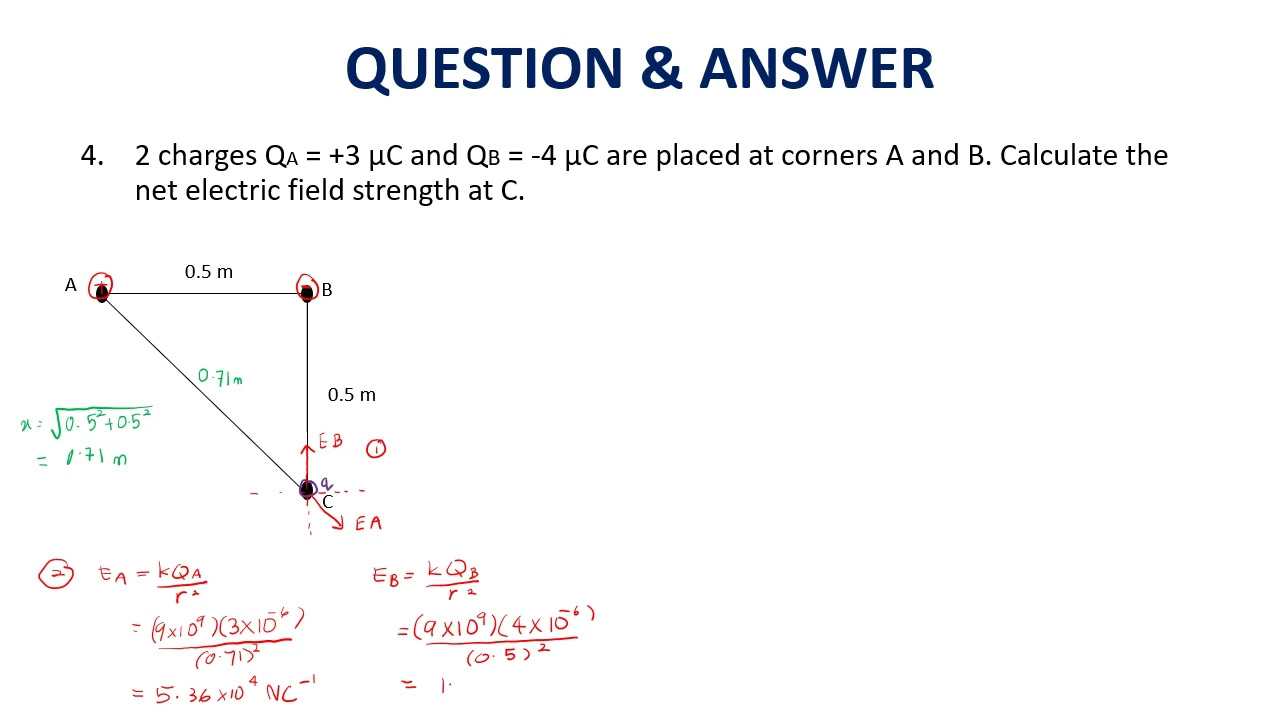 QUESTION & ANSWER
4. 2 charges QA = +3 µC and QB = -4 µC are placed at corners A and B. Calculate the
net electric field strength at C.
0.5 m
A
+
-
B
0.71m
0.5 m
x = √0.5²+0.5²
= 0.71 m
EB
①
q
C
EA
② EA = kQA / r²
= (9×10⁹)(3×10⁻⁶) / (0.71)²
= 5.36×10⁴ NC⁻¹
EB = kQB / r²
= (9×10⁹)(4×10⁻⁶) / (0.5)²
= 1.